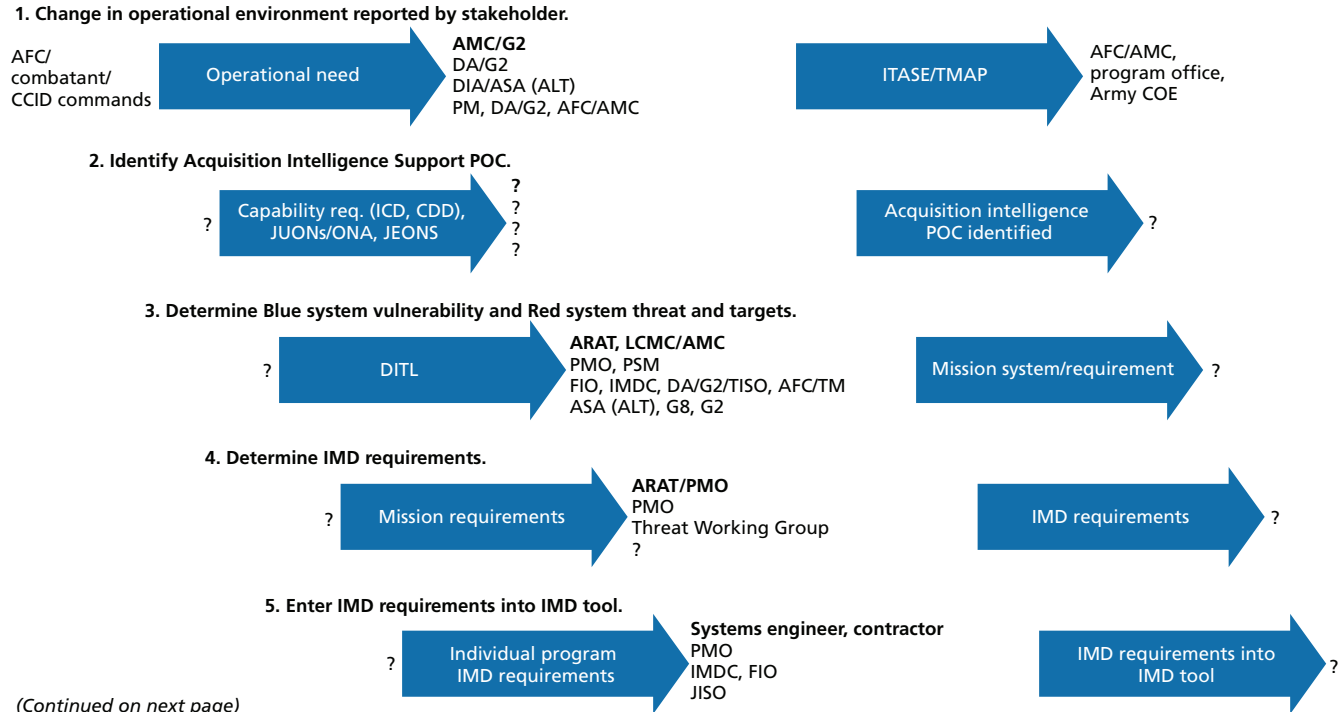 1. Change in operational environment reported by stakeholder.
AFC/
combatant/
CCID commands
Operational need
AMC/G2
DA/G2
DIA/ASA (ALT)
PM, DA/G2, AFC/AMC
ITASE/TMAP
AFC/AMC,
program office,
Army COE
2. Identify Acquisition Intelligence Support POC.
?
Capability req. (ICD, CDD),
JUONs/ONA, JEONS
?
?
?
?
Acquisition intelligence
POC identified
?
3. Determine Blue system vulnerability and Red system threat and targets.
?
DITL
ARAT, LCMC/AMC
PMO, PSM
FIO, IMDC, DA/G2/TISO, AFC/TM
ASA (ALT), G8, G2
Mission system/requirement
?
4. Determine IMD requirements.
?
Mission requirements
ARAT/PMO
PMO
Threat Working Group
?
IMD requirements
?
5. Enter IMD requirements into IMD tool.
?
Individual program
IMD requirements
Systems engineer, contractor
PMO
IMDC, FIO
JISO
IMD requirements into
IMD tool
?
(Continued on next page)